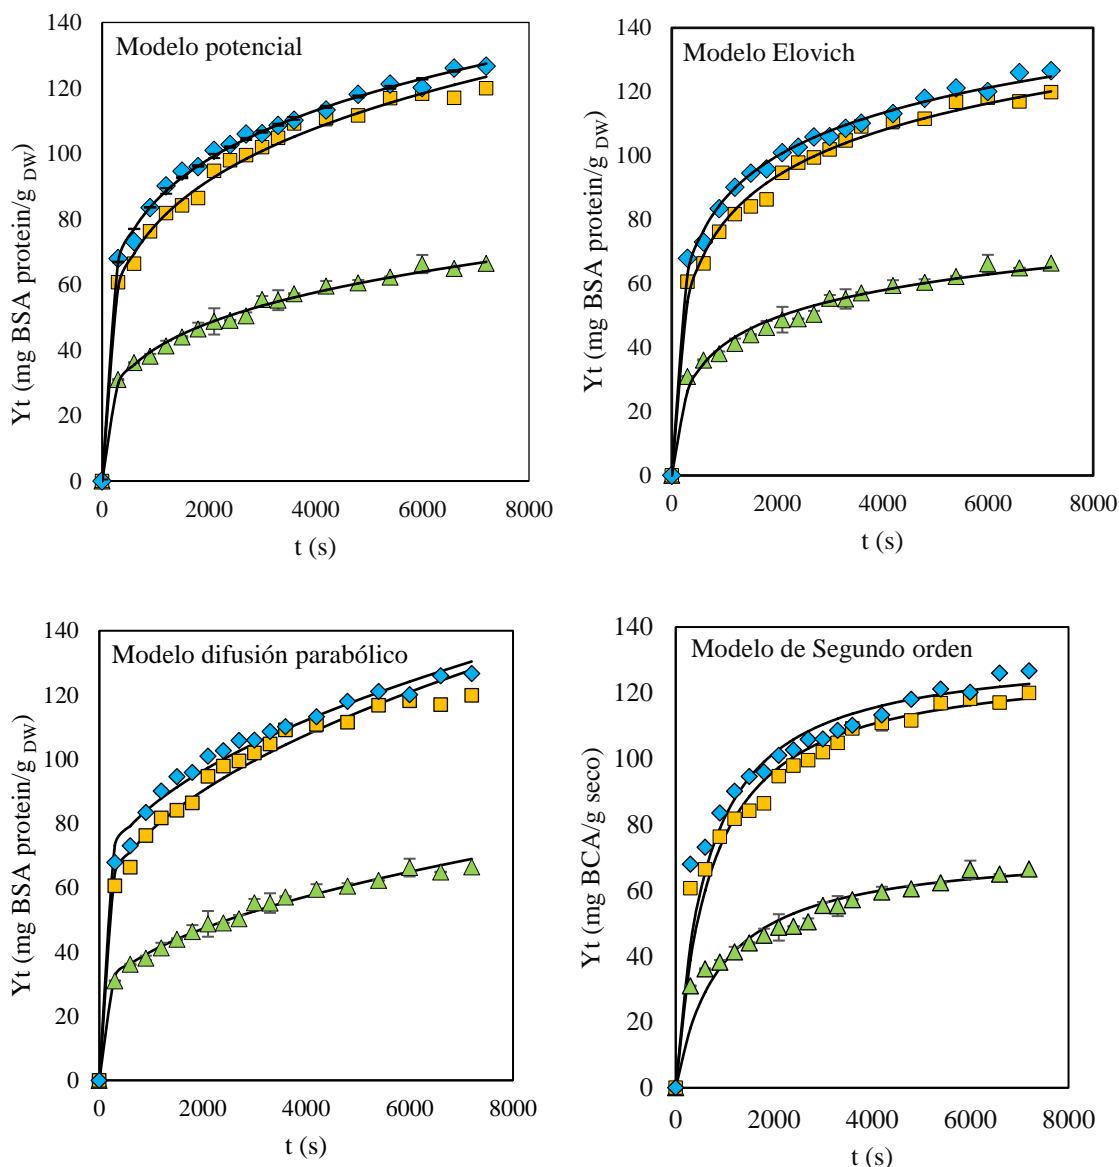 Modelo potencial
140
120
100
80
60
40
20
0
Yt (mg BSA protein/g DW)
0 2000 4000 6000 8000
t (s)
Modelo Elovich
140
120
100
80
60
40
20
0
Yt (mg BSA protein/g DW)
0 2000 4000 6000 8000
t (s)
Modelo difusión parabólico
140
120
100
80
60
40
20
0
Yt (mg BSA protein/g DW)
0 2000 4000 6000 8000
t (s)
Modelo de Segundo orden
140
120
100
80
60
40
20
0
Yt (mg BCA/g seco)
0 2000 4000 6000 8000
t (s)